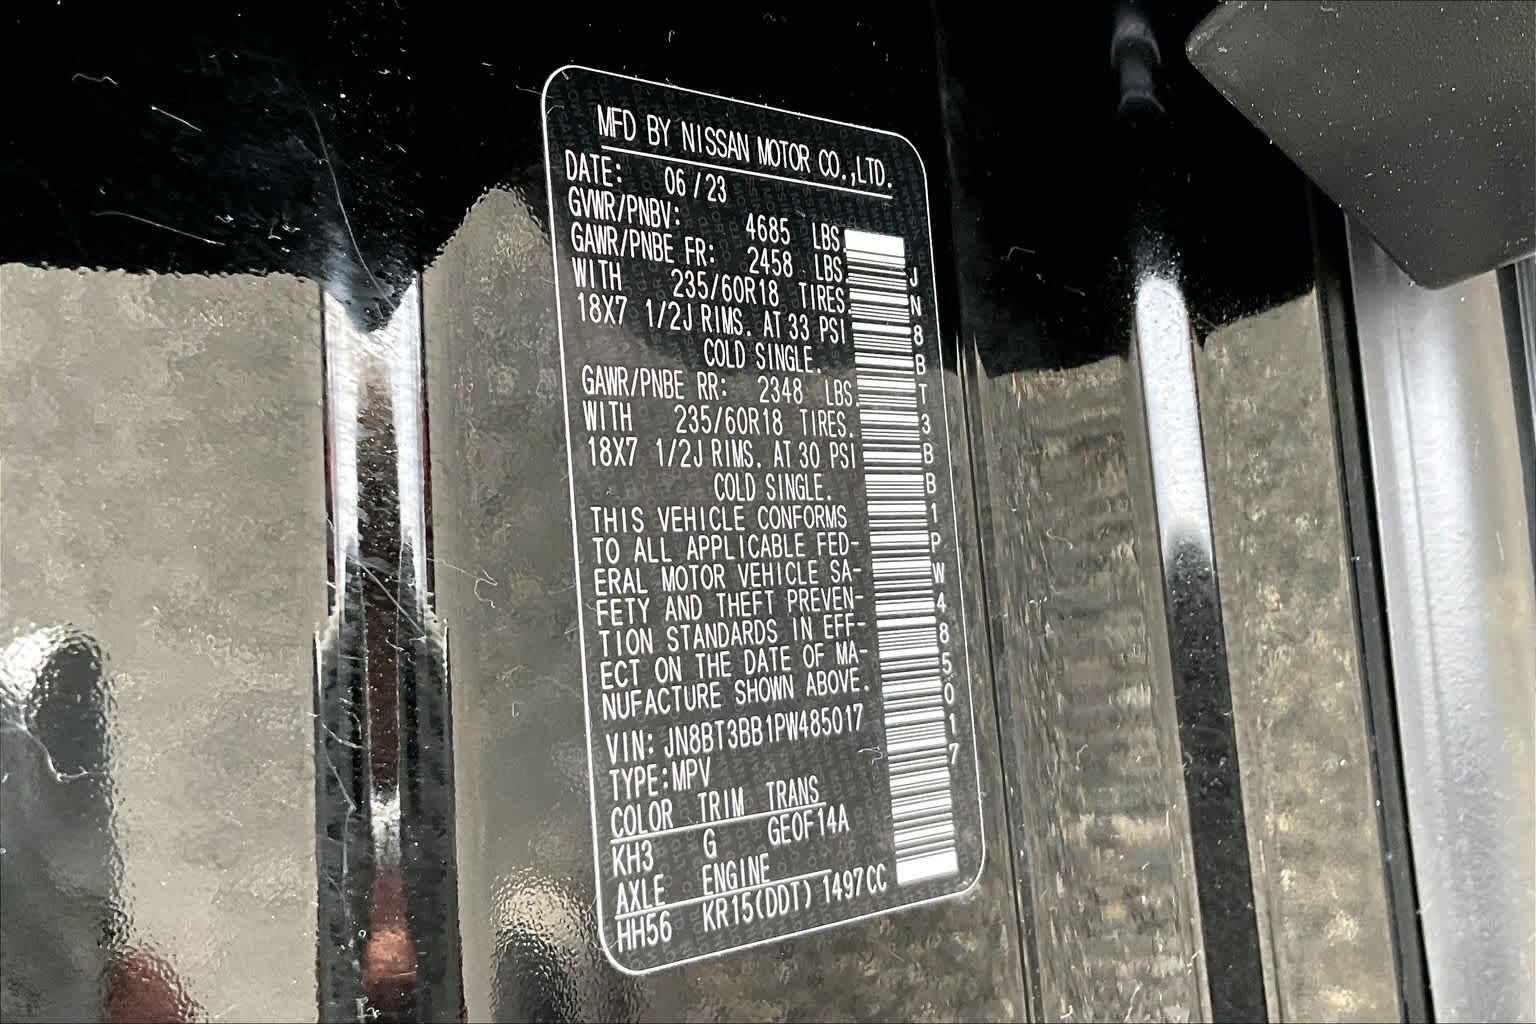 MFD BY NISSAN MOTOR CO.,LTD.
DATE: 06/23
GVWR/PNBV: 4685 LBS.
GAWR/PNBE FR: 2458 LBS.
WITH 235/60R18 TIRES.
18X7 1/2J RIMS. AT 33 PSI
COLD SINGLE.
GAWR/PNBE RR: 2348 LBS.
WITH 235/60R18 TIRES.
18X7 1/2J RIMS. AT 30 PSI
COLD SINGLE.
THIS VEHICLE CONFORMS
TO ALL APPLICABLE FED-
ERAL MOTOR VEHICLE SA-
FETY AND THEFT PREVEN-
TION STANDARDS IN EFF-
ECT ON THE DATE OF MA-
NUFACTURE SHOWN ABOVE.
VIN: JN8BT3BB1PW485017
TYPE:MPV
COLOR TRIM TRANS
KH3 G GE0F14A
AXLE ENGINE
HH56 KR15(DDT) 1497CC
JN8BT3BB1PW485017